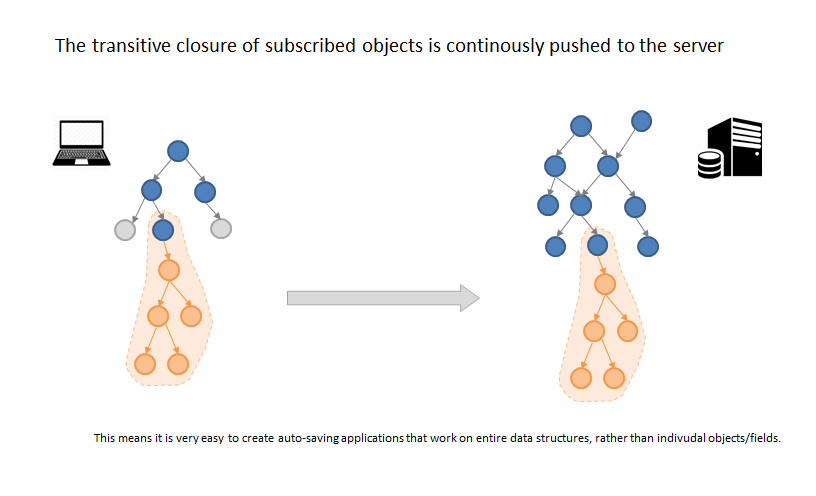 The transitive closure of subscribed objects is continously pushed to the server
This means it is very easy to create auto-saving applications that work on entire data structures, rather than indivudal objects/fields.